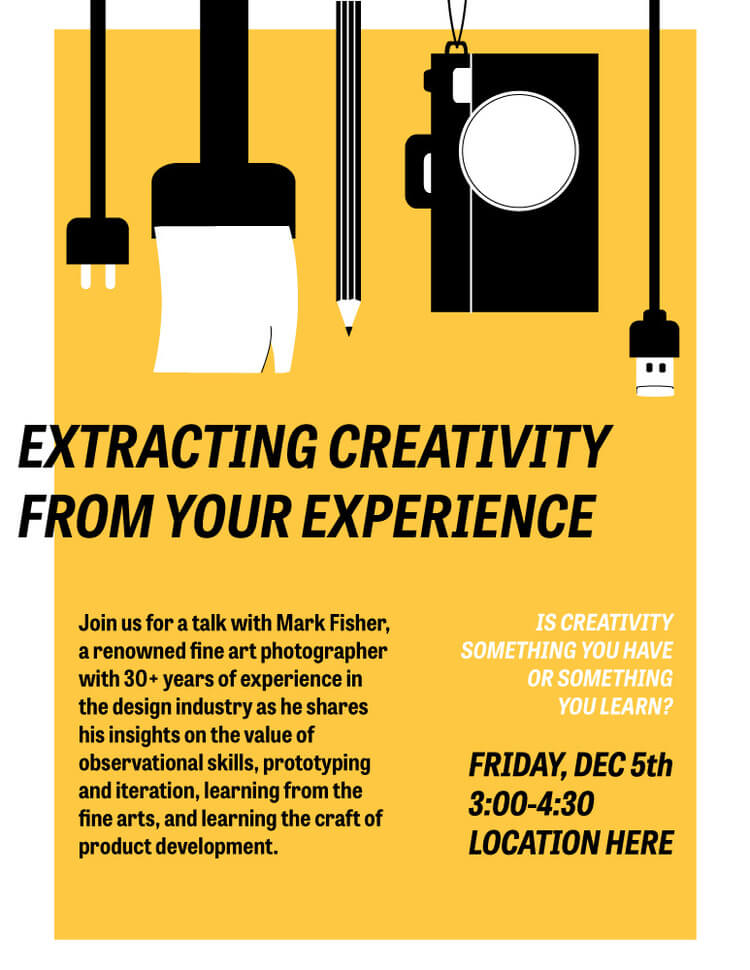 EXTRACTING CREATIVITY
FROM YOUR EXPERIENCE
Join us for a talk with Mark Fisher,
a renowned fine art photographer
with 30+ years of experience in
the design industry as he shares
his insights on the value of
observational skills, prototyping
and iteration, learning from the
fine arts, and learning the craft of
product development.
IS CREATIVITY
SOMETHING YOU HAVE
OR SOMETHING
YOU LEARN?
FRIDAY, DEC 5th
3:00-4:30
LOCATION HERE